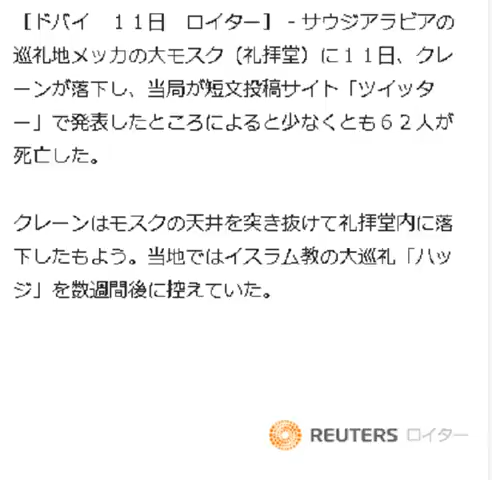 ［ドバイ　１１日　ロイター］ - サウジアラビアの
巡礼地メッカの大モスク（礼拝堂）に１１日、クレ
ーンが落下し、当局が短文投稿サイト「ツイッタ
ー」で発表したところによると少なくとも６２人が
死亡した。
クレーンはモスクの天井を突き抜けて礼拝堂内に落
下したもよう。当地ではイスラム教の大巡礼「ハッ
ジ」を数週間後に控えていた。
REUTERS ロイター